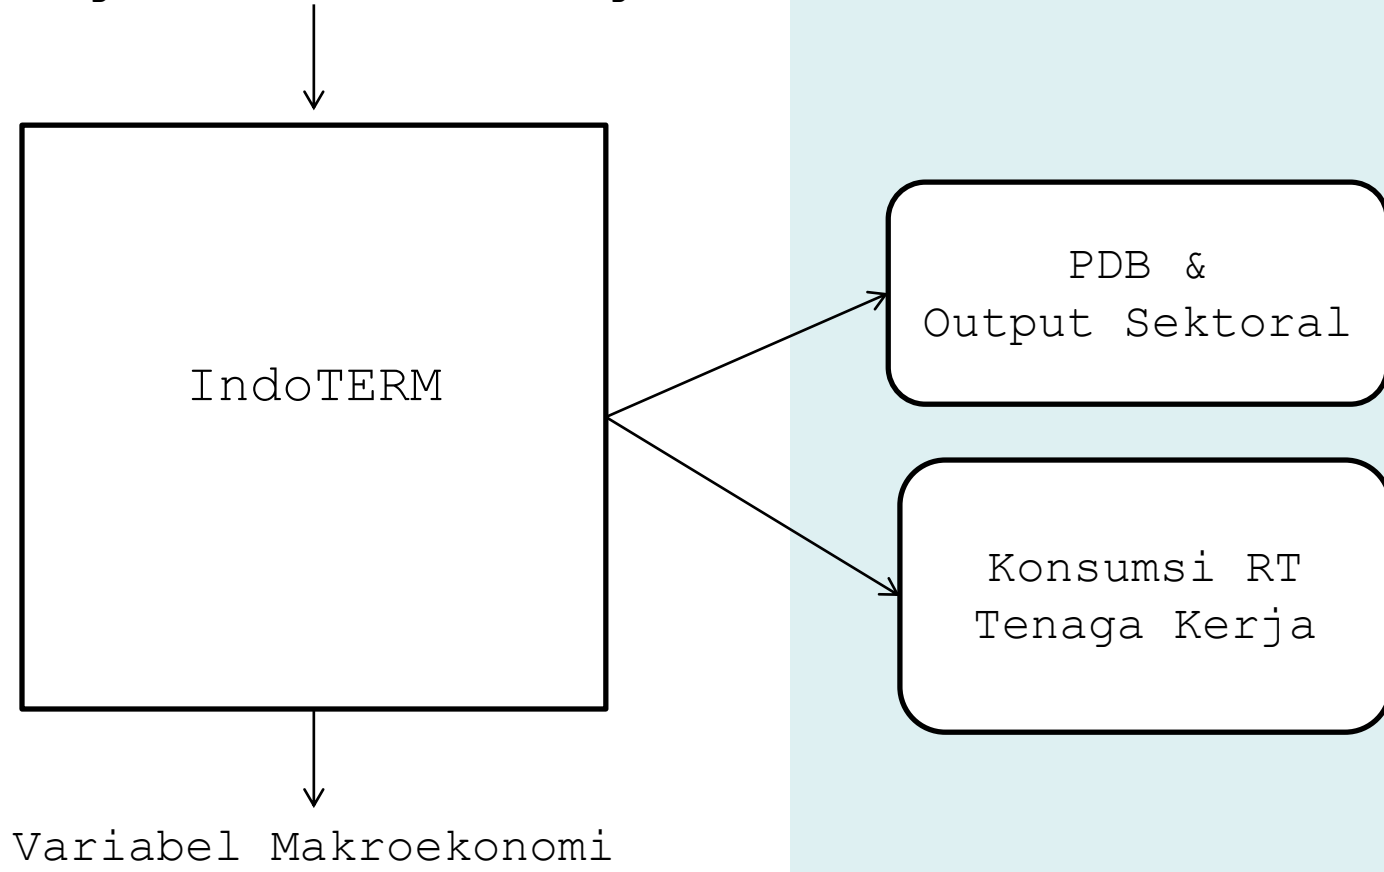 IndoTERM
PDB &
Output Sektoral
Konsumsi RT
Tenaga Kerja
Variabel Makroekonomi